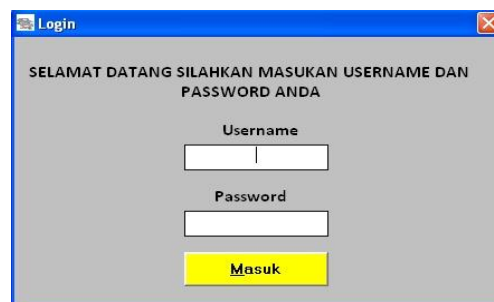 Login
SELAMAT DATANG SILAHKAN MASUKAN USERNAME DAN
PASSWORD ANDA
Username
Password
Masuk